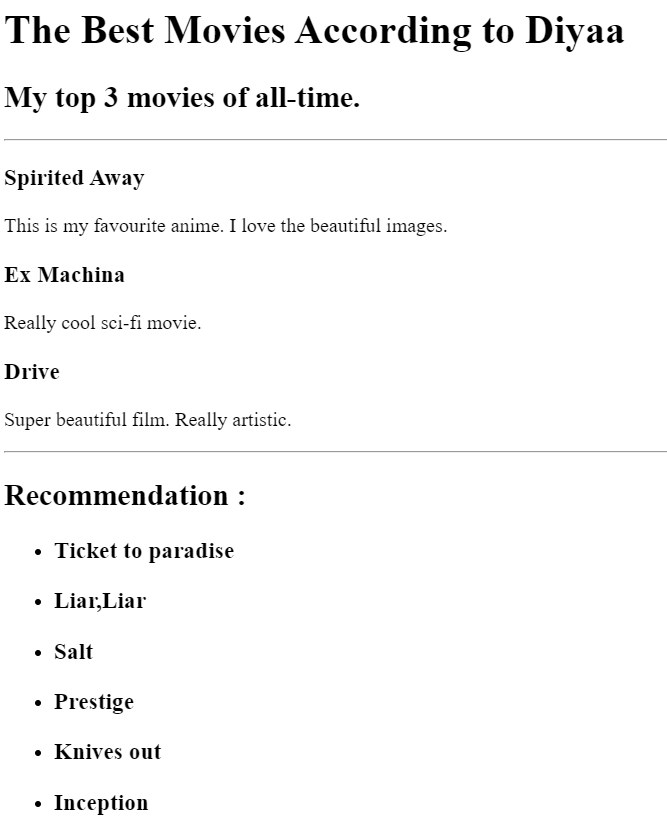 The Best Movies According to Diyaa
My top 3 movies of all-time.
Spirited Away
This is my favourite anime. I love the beautiful images.
Ex Machina
Really cool sci-fi movie.
Drive
Super beautiful film. Really artistic.
Recommendation :
• Ticket to paradise
• Liar,Liar
• Salt
• Prestige
• Knives out
• Inception